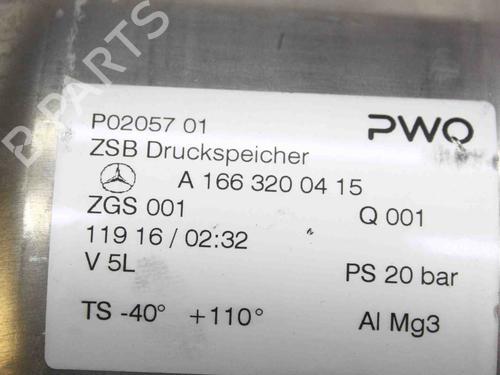 B-PARTS
P02057 01
PWO
ZSB Druckspeicher
A 166 320 04 15
ZGS 001 Q 001
119 16 / 02:32
V 5L PS 20 bar
TS -40° +110° Al Mg3